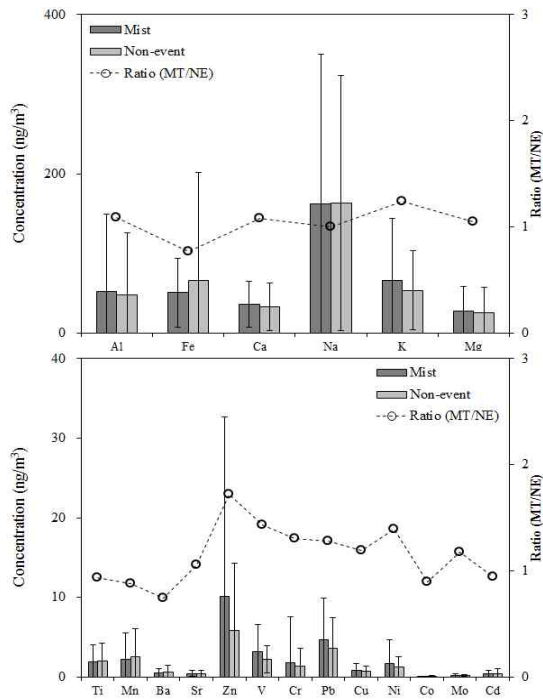 400
200
0
3
2
1
0
Concentration (ng/m³)
Ratio (MT/NE)
Mist
Non-event
Ratio (MT/NE)
Al Fe Ca Na K Mg
40
30
20
10
0
3
2
1
0
Concentration (ng/m³)
Ratio (MT/NE)
Mist
Non-event
Ratio (MT/NE)
Ti Mn Ba Sr Zn V Cr Pb Cu Ni Co Mo Cd